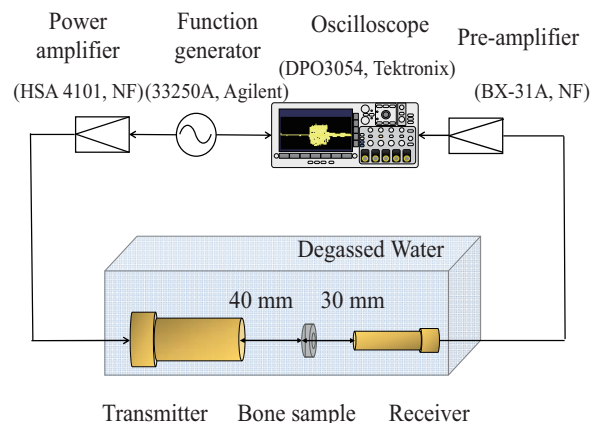 Power amplifier
(HSA 4101, NF)
Function generator
(33250A, Agilent)
Oscilloscope
(DPO3054, Tektronix)
Pre-amplifier
(BX-31A, NF)
Degassed Water
40 mm
30 mm
Transmitter
Bone sample
Receiver